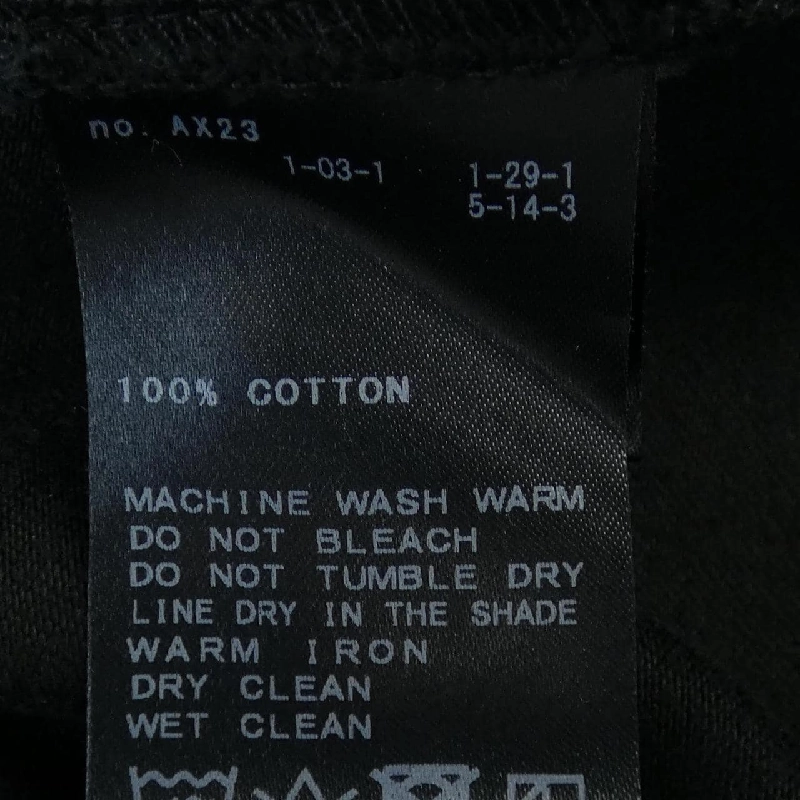 no. AX23
1-03-1 1-29-1
5-14-3
100% COTTON
MACHINE WASH WARM
DO NOT BLEACH
DO NOT TUMBLE DRY
LINE DRY IN THE SHADE
WARM IRON
DRY CLEAN
WET CLEAN